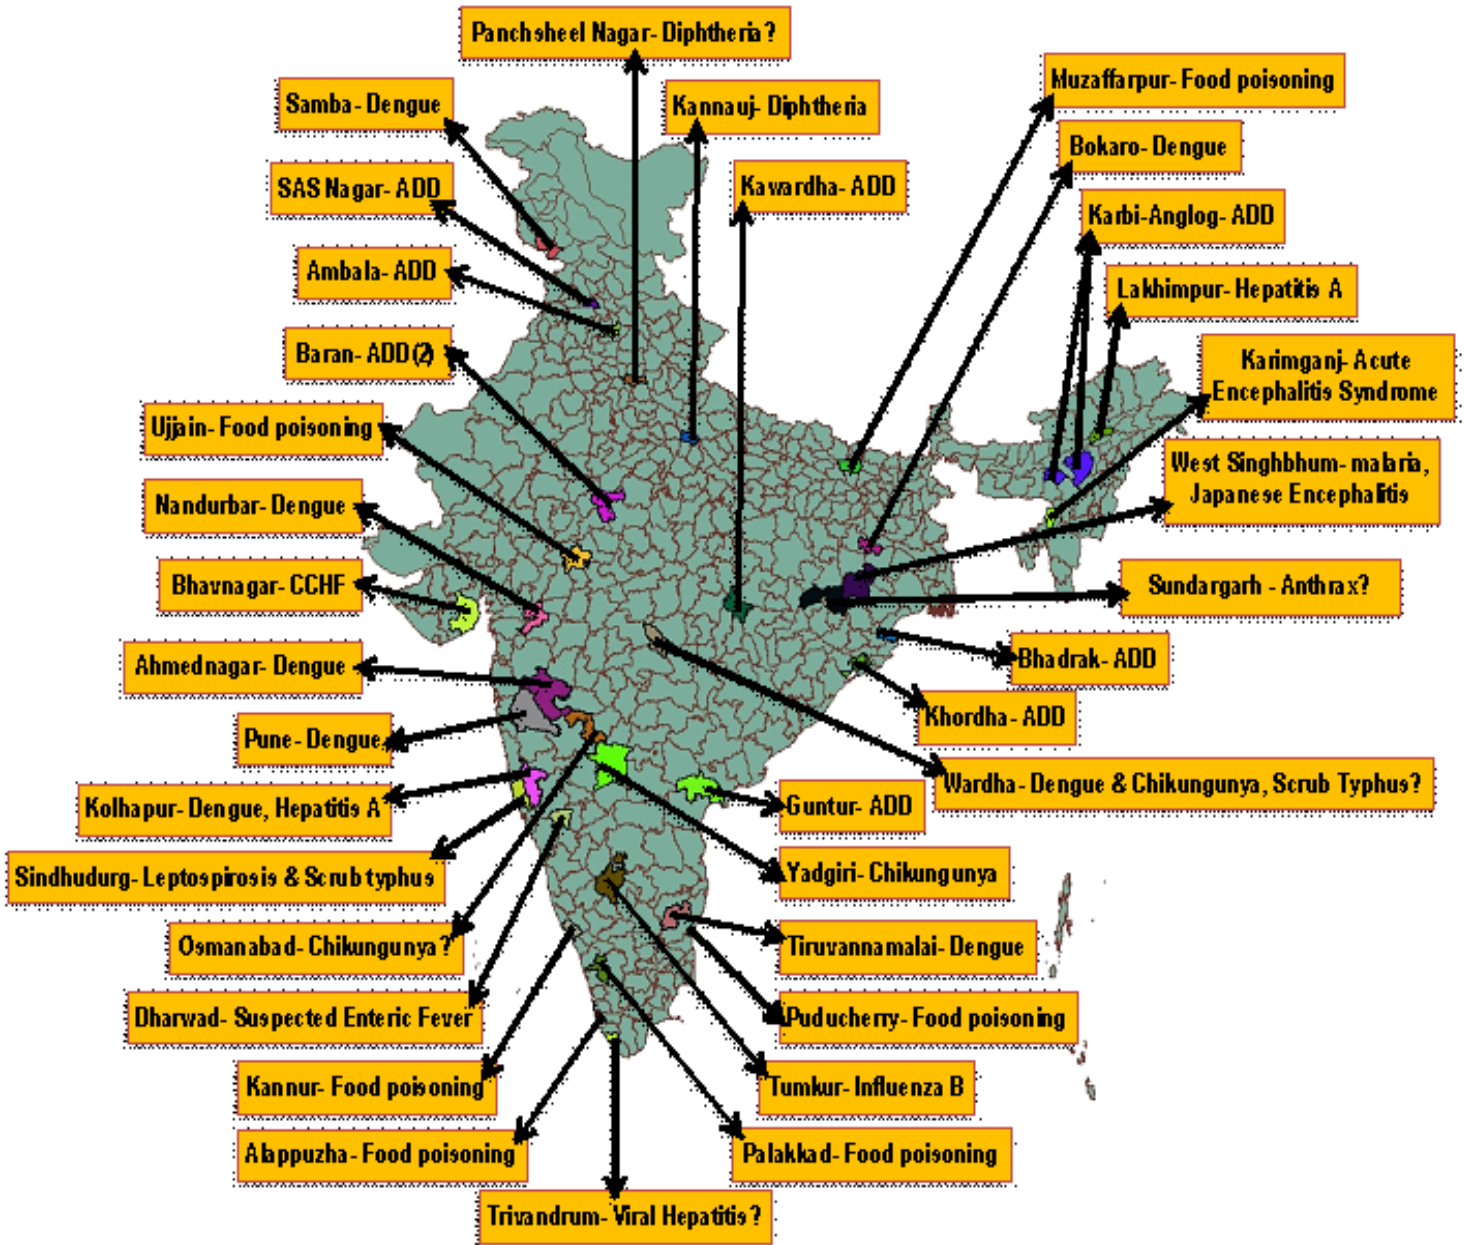 Panchsheel Nagar- Diphtheria?
Muzaffarpur- Food poisoning
Samba- Dengue
Kannauj- Diphtheria
Bokaro- Dengue
SAS Nagar- ADD
Kawardha- ADD
Karbi-Anglog- ADD
Ambala- ADD
Lakhimpur- Hepatitis A
Baran- ADD(2)
Karimganj- Acute
Encephalitis Syndrome
Ujjain- Food poisoning
West Singhbhum- malaria,
Japanese Encephalitis
Nandurbar- Dengue
Bhavnagar- CCHF
Sundargarh - Anthrax?
Ahmednagar- Dengue
Bhadrak- ADD
Khordha- ADD
Pune- Dengue
Wardha- Dengue & Chikungunya, Scrub Typhus?
Kolhapur- Dengue, Hepatitis A
Guntur- ADD
Sindhudurg- Leptospirosis & Scrub typhus
Yadgiri- Chikungunya
Osmanabad- Chikungunya?
Tiruvannamalai- Dengue
Dharwad- Suspected Enteric Fever
Puducherry- Food poisoning
Kannur- Food poisoning
Tumkur- Influenza B
Alappuzha- Food poisoning
Palakkad- Food poisoning
Trivandrum- Viral Hepatitis?